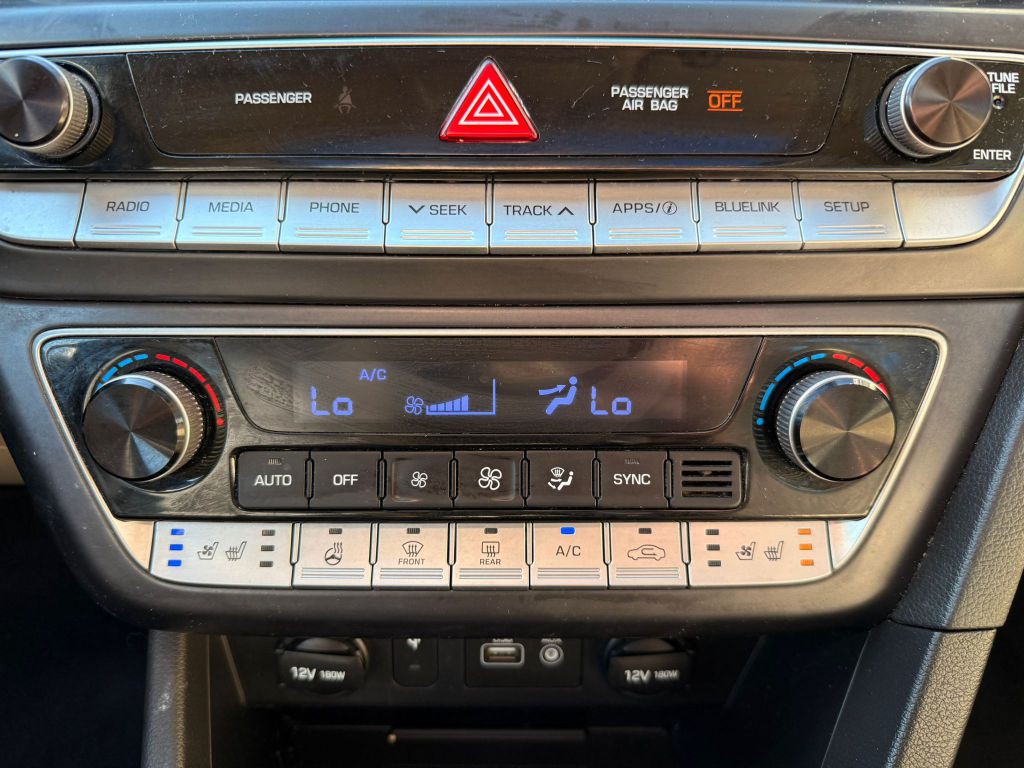 PASSENGER
PASSENGER
AIR BAG
OFF
TUNE
FILE
ENTER
RADIO
MEDIA
PHONE
SEEK
TRACK
APPS/i
BLUELINK
SETUP
A/C
Lo
Lo
AUTO
OFF
SYNC
FRONT
REAR
A/C
12V 180W
12V 180W